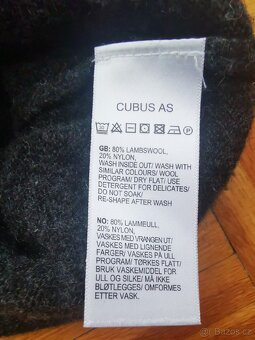 CUBUS AS
GB: 80% LAMBSWOOL,
20% NYLON,
WASH INSIDE OUT/ WASH WITH
SIMILAR COLOURS/ WOOL
PROGRAM/ DRY FLAT/ USE
DETERGENT FOR DELICATES/
DO NOT SOAK/
RE-SHAPE AFTER WASH
NO: 80% LAMMEULL,
20% NYLON,
VASKES MED VRANGEN UT/
VASKES MED LIGNENDE
FARGER/ VASKES PÅ ULL
PROGRAM/ TØRKES FLATT/
BRUK VASKEMIDDEL FOR
ULL OG SILKE/ MÅ IKKE
BLØTLEGGES/ OMFORMES
ETTER VASK.